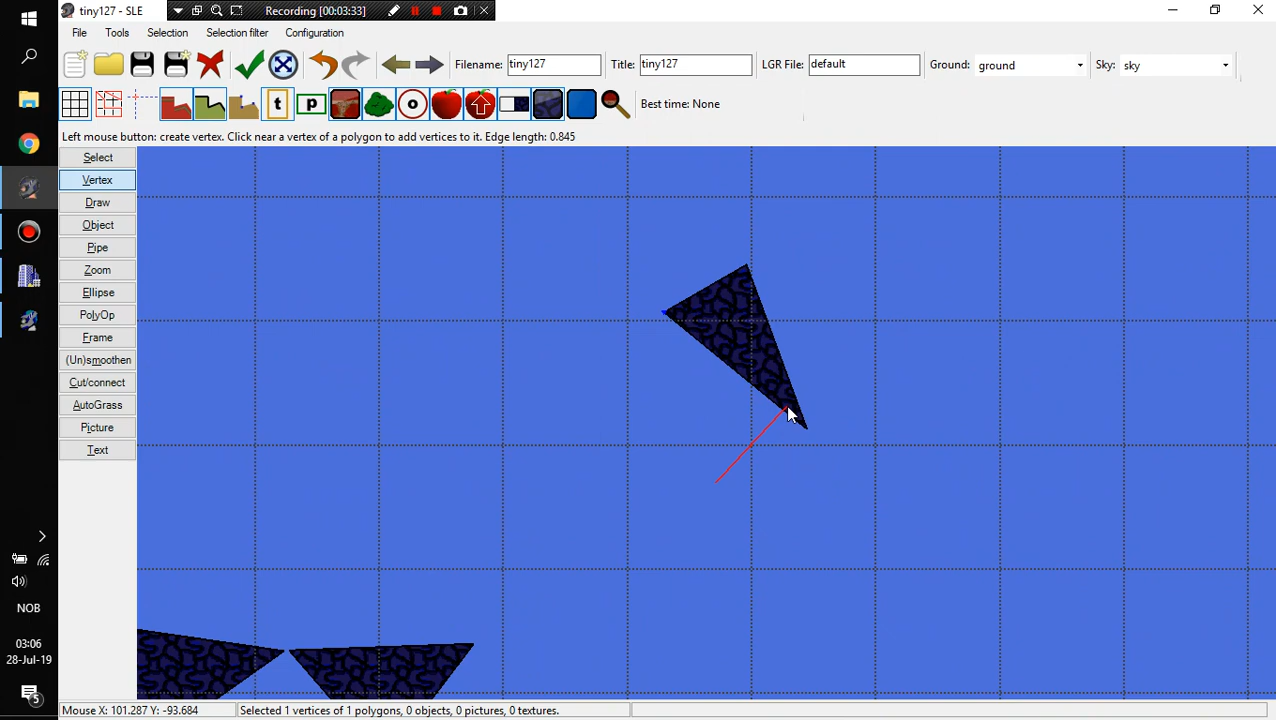 tiny127 - SLE
Recording [00:03:33]
File Tools Selection Selection filter Configuration
Filename: tiny127 Title: tiny127 LGR File: default Ground: ground Sky: sky
t p o Best time: None
Left mouse button: create vertex. Click near a vertex of a polygon to add vertices to it. Edge length: 0.845
Select
Vertex
Draw
Object
Pipe
Zoom
Ellipse
PolyOp
Frame
(Un)smoothen
Cut/connect
AutoGrass
Picture
Text
NOB
03:06
28-Jul-19
5
Mouse X: 101.287 Y: -93.684 Selected 1 vertices of 1 polygons, 0 objects, 0 pictures, 0 textures.